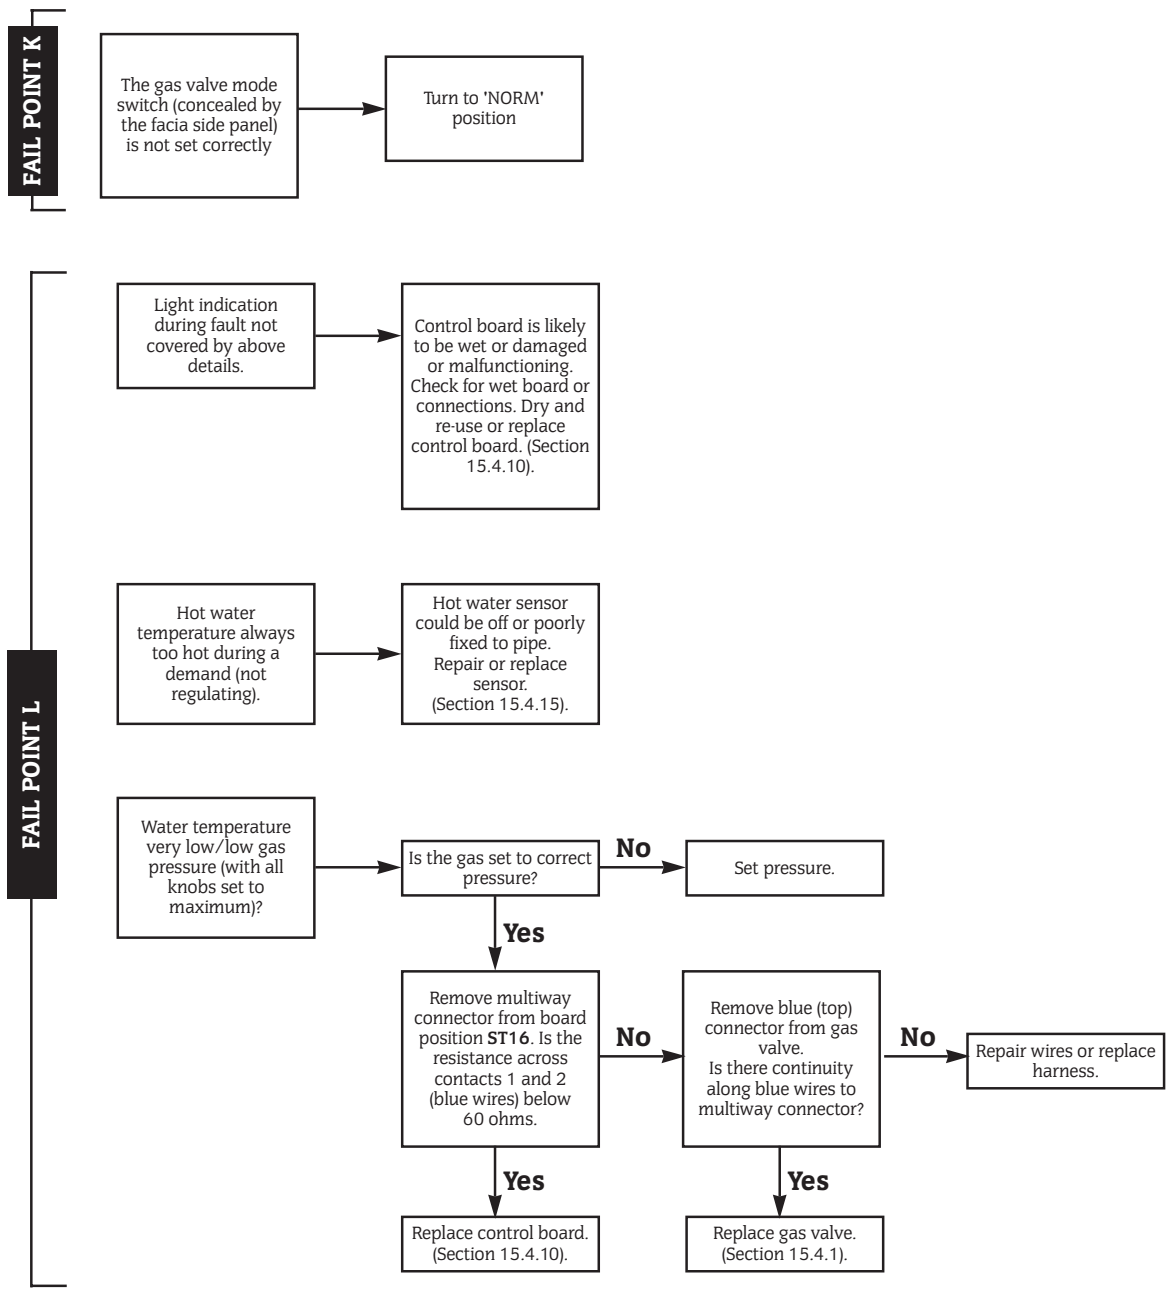 FAIL POINT K
The gas valve mode
switch (concealed by
the facia side panel)
is not set correctly
Turn to 'NORM'
position
FAIL POINT L
Light indication
during fault not
covered by above
details.
Control board is likely
to be wet or damaged
or malfunctioning.
Check for wet board or
connections. Dry and
re-use or replace
control board. (Section
15.4.10).
Hot water
temperature always
too hot during a
demand (not
regulating).
Hot water sensor
could be off or poorly
fixed to pipe.
Repair or replace
sensor.
(Section 15.4.15).
Water temperature
very low/low gas
pressure (with all
knobs set to
maximum)?
Is the gas set to correct
pressure?
No
Set pressure.
Yes
Remove multiway
connector from board
position ST16. Is the
resistance across
contacts 1 and 2
(blue wires) below
60 ohms.
No
Remove blue (top)
connector from gas
valve.
Is there continuity
along blue wires to
multiway connector?
No
Repair wires or replace
harness.
Yes
Replace control board.
(Section 15.4.10).
Yes
Replace gas valve.
(Section 15.4.1).